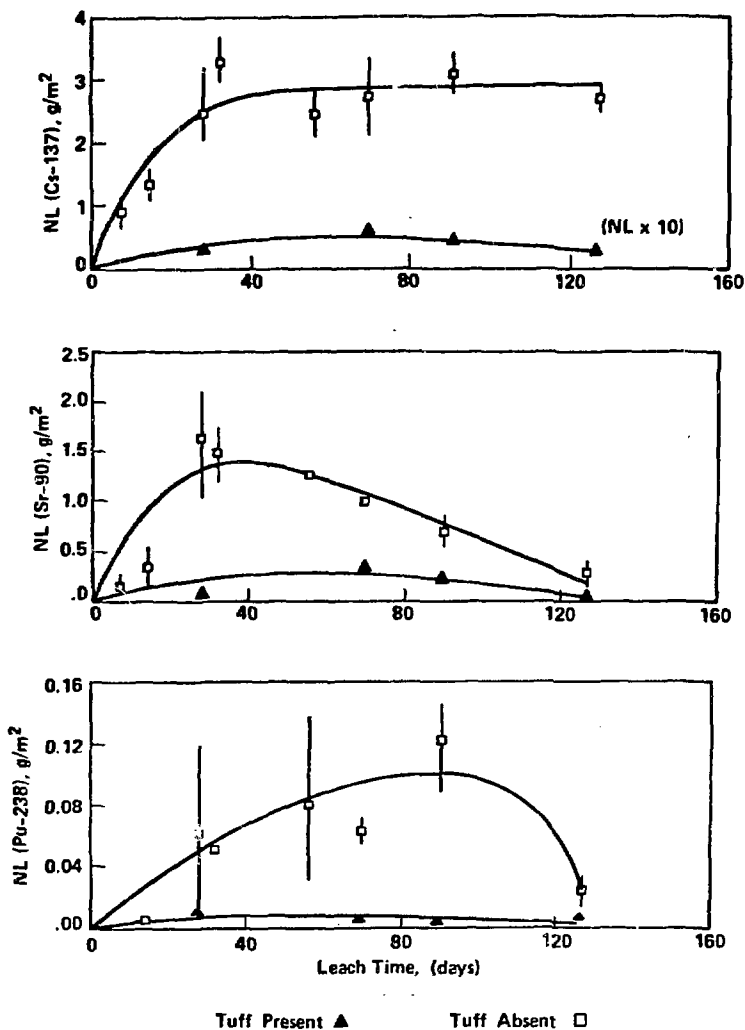 4
3
2
1
0
NL (Cs-137), g/m²
(NL x 10)
0 40 80 120 160
2.5
2.0
1.5
1.0
0.5
.0
NL (Sr-90), g/m²
0 40 80 120 160
0.16
0.12
0.08
0.04
.00
NL (Pu-238), g/m²
0 40 80 120 160
Leach Time, (days)
Tuff Present ▲ Tuff Absent □